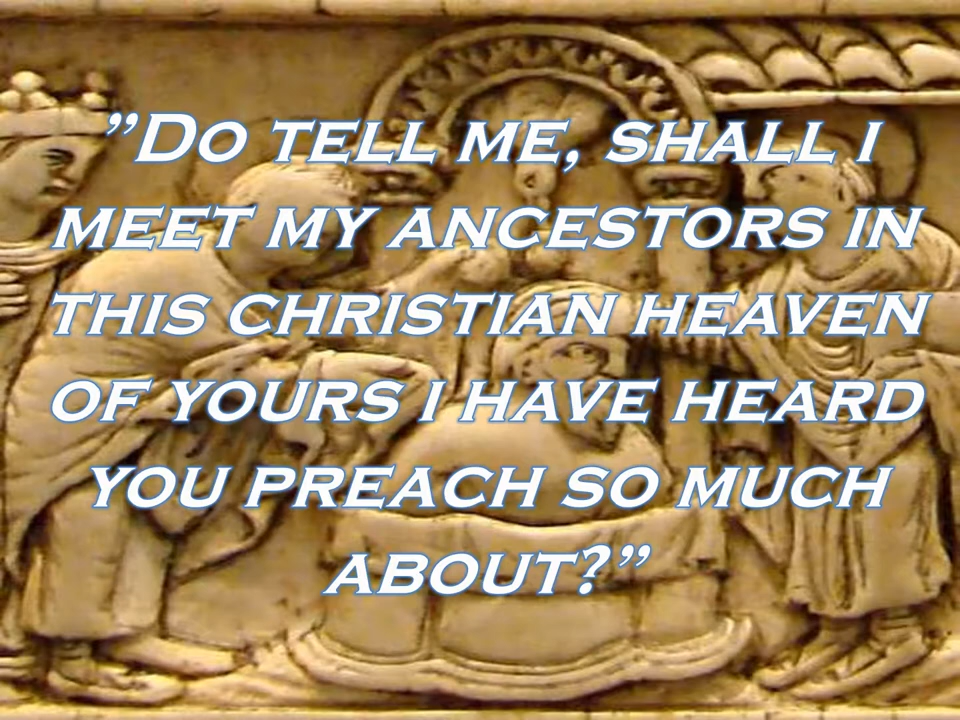 ”Do tell me, shall i
meet my ancestors in
this christian heaven
of yours i have heard
you preach so much
about?”